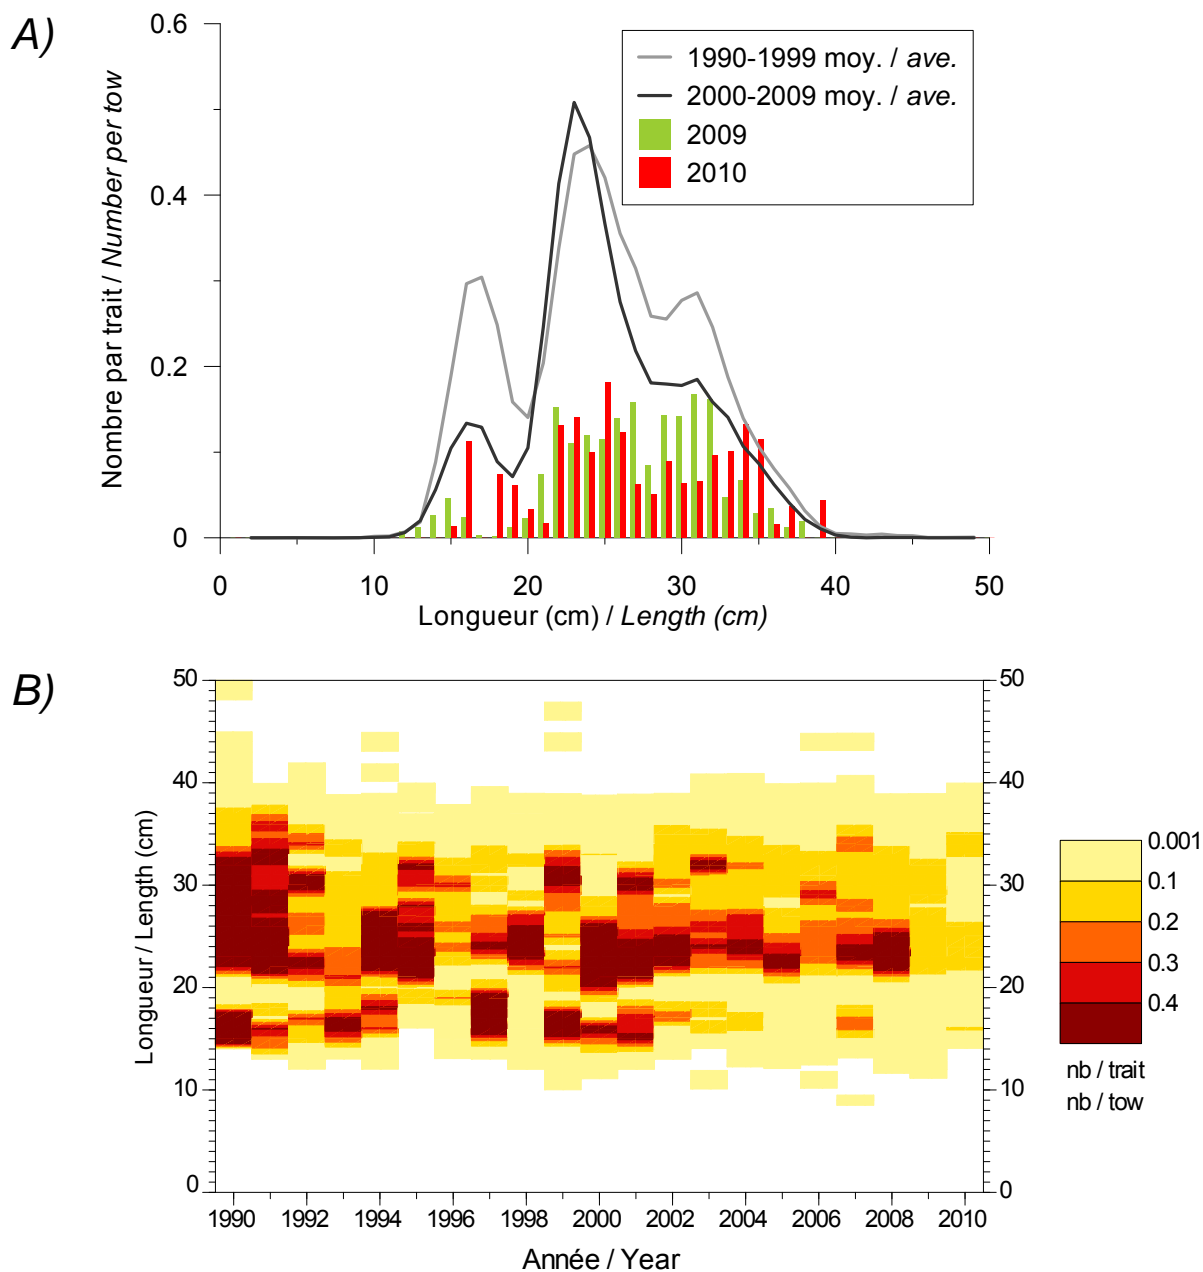 A)
0.6
0.4
0.2
0
Nombre par trait / Number per tow
1990-1999 moy. / ave.
2000-2009 moy. / ave.
2009
2010
0 10 20 30 40 50
Longueur (cm) / Length (cm)
B)
50 50
40 40
30 30
20 20
10 10
0 0
Longueur / Length (cm)
1990 1992 1994 1996 1998 2000 2002 2004 2006 2008 2010
Année / Year
0.001
0.1
0.2
0.3
0.4
nb / trait
nb / tow